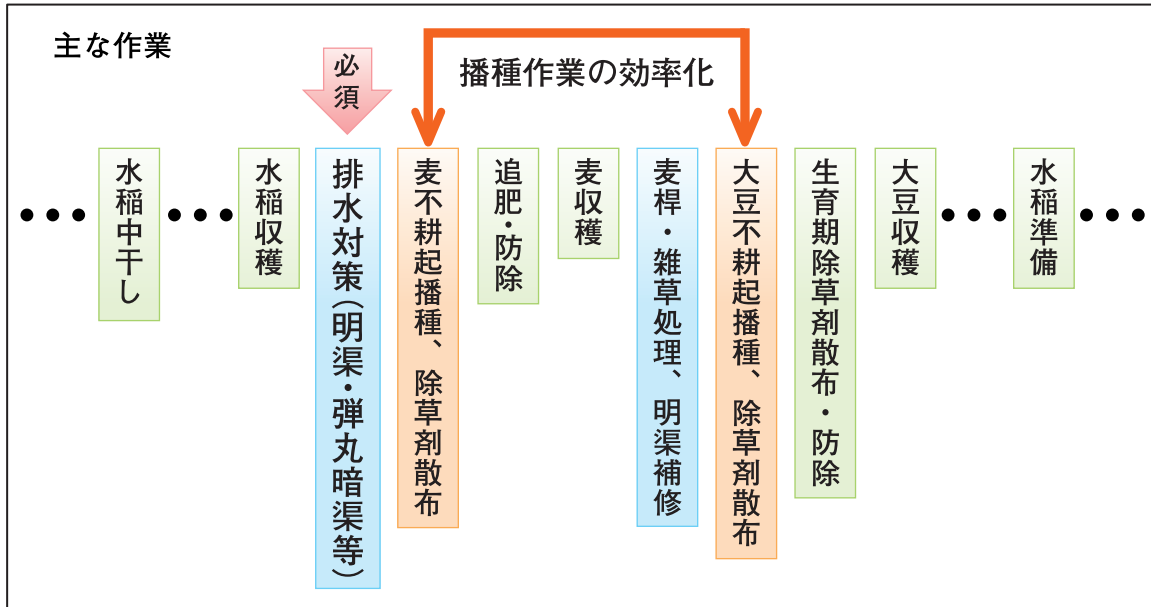 主な作業
必須
播種作業の効率化
水稲中干し
水稲収穫
排水対策(明渠・弾丸暗渠等)
麦不耕起播種、除草剤散布
追肥・防除
麦収穫
麦桿・雑草処理、明渠補修
大豆不耕起播種、除草剤散布
生育期除草剤散布・防除
大豆収穫
水稲準備